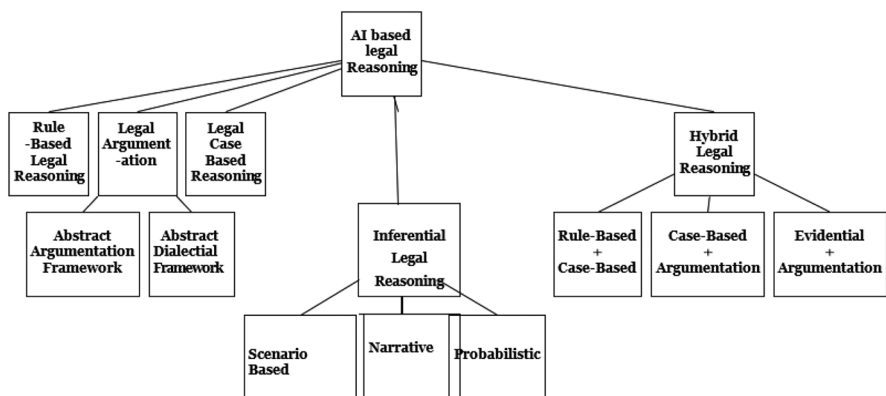 AI based
legal
Reasoning
Rule
-Based
Legal
Reasoning
Legal
Argument
-ation
Legal
Case
Based
Reasoning
Hybrid
Legal
Reasoning
Abstract
Argumentation
Framework
Abstract
Dialectial
Framework
Inferential
Legal
Reasoning
Rule-Based
+
Case-Based
Case-Based
+
Argumentation
Evidential
+
Argumentation
Scenario
Based
Narrative
Probabilistic